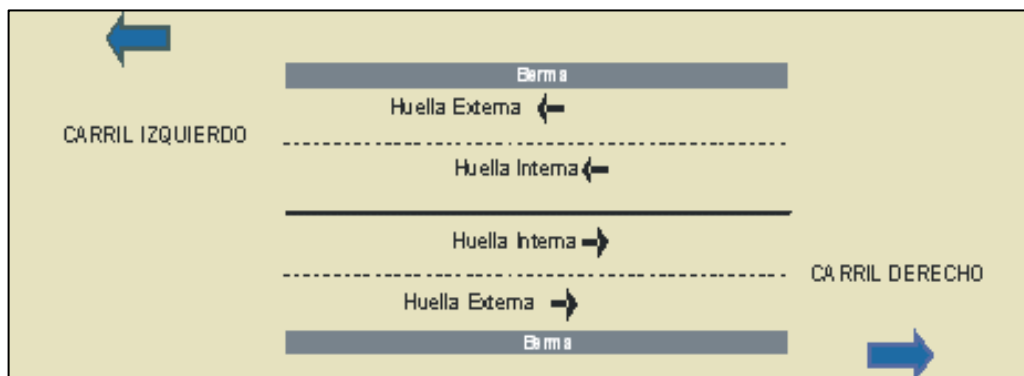 Berma
Huella Externa
CARRIL IZQUIERDO
Huella Interna
Huella Interna
CARRIL DERECHO
Huella Externa
Berma